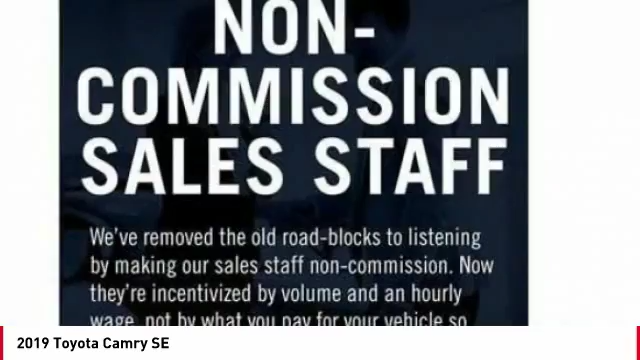 NON-
COMMISSION
SALES STAFF
We've removed the old road-blocks to listening
by making our sales staff non-commission. Now
they're incentivized by volume and an hourly
wage, not by what you pay for your vehicle so
2019 Toyota Camry SE